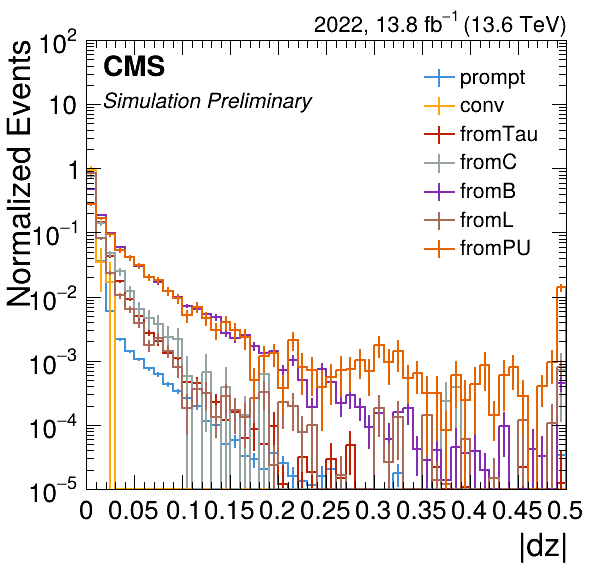 2022, 13.8 fb⁻¹ (13.6 TeV)
CMS
Simulation Preliminary
prompt
conv
fromTau
fromC
fromB
fromL
fromPU
Normalized Events
10²
10
1
10⁻¹
10⁻²
10⁻³
10⁻⁴
10⁻⁵
0 0.05 0.1 0.15 0.2 0.25 0.3 0.35 0.4 0.45 0.5
|dz|